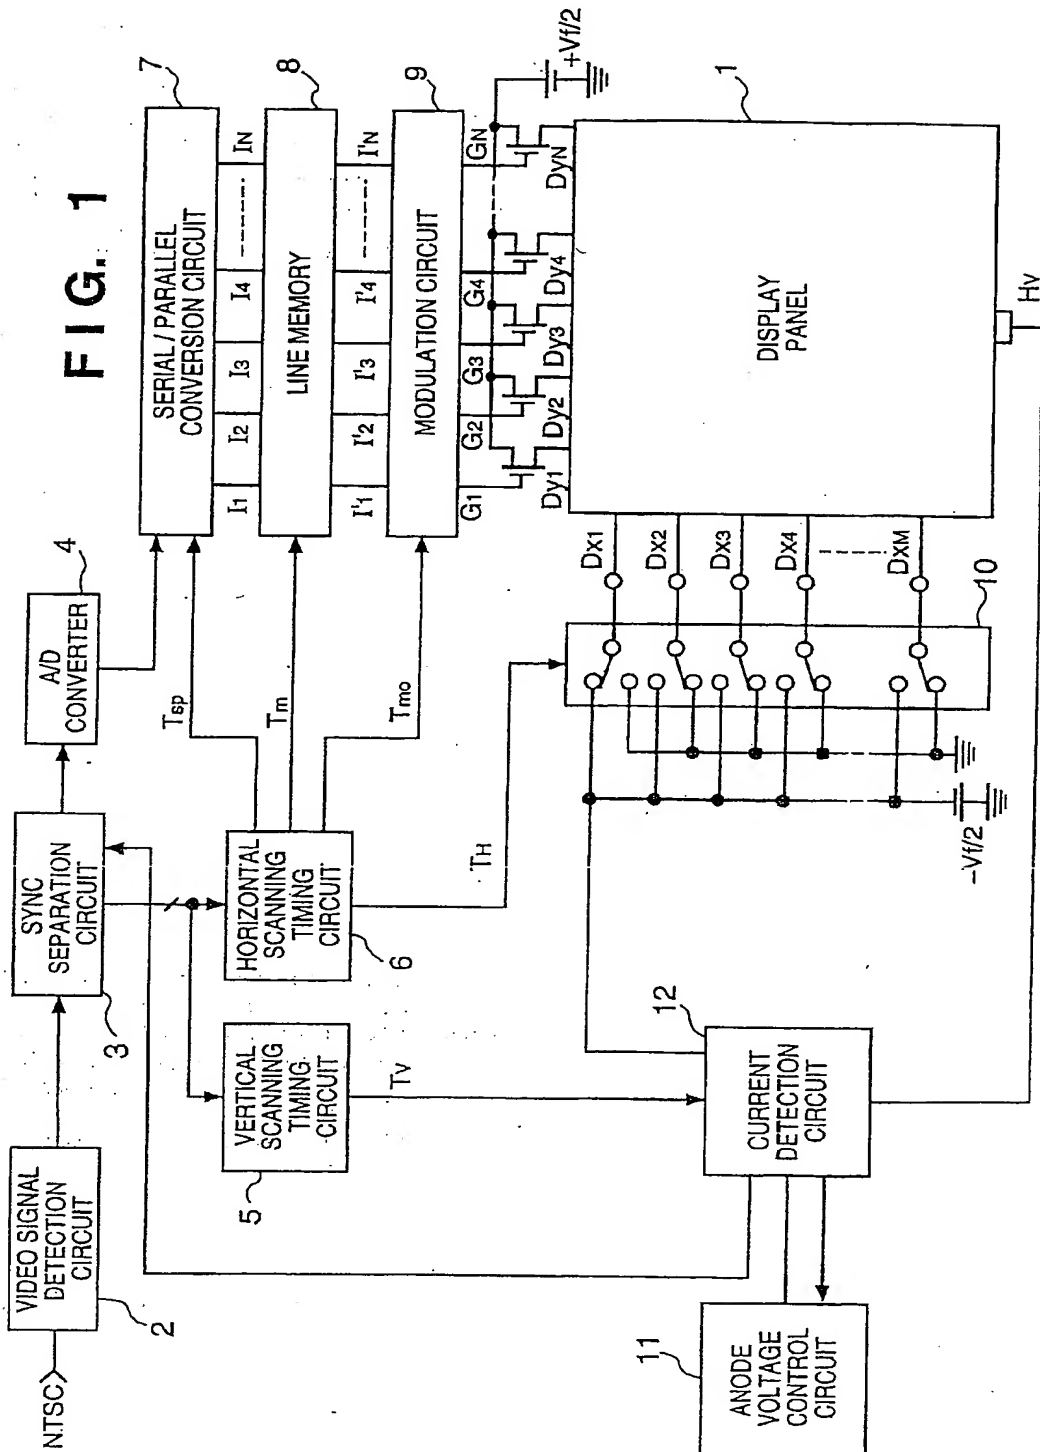 FIG. 1
N.TSC
VIDEO SIGNAL
DETECTION
CIRCUIT
2
SYNC
SEPARATION
CIRCUIT
3
A/D
CONVERTER
4
VERTICAL
SCANNING
TIMING
CIRCUIT
5
HORIZONTAL
SCANNING
TIMING
CIRCUIT
6
Tsp
Tm
Tmo
TH
TV
SERIAL / PARALLEL
CONVERSION CIRCUIT
7
I1 I2 I3 I4 IN
LINE MEMORY
8
I'1 I'2 I'3 I'4 I'N
MODULATION CIRCUIT
9
G1 G2 G3 G4 GN
+Vf/2
Dy1 Dy2 Dy3 Dy4 DyN
DISPLAY
PANEL
1
Dx1
Dx2
Dx3
Dx4
DxM
10
-Vf/2
Hv
CURRENT
DETECTION
CIRCUIT
12
ANODE
VOLTAGE
CONTROL
CIRCUIT
11